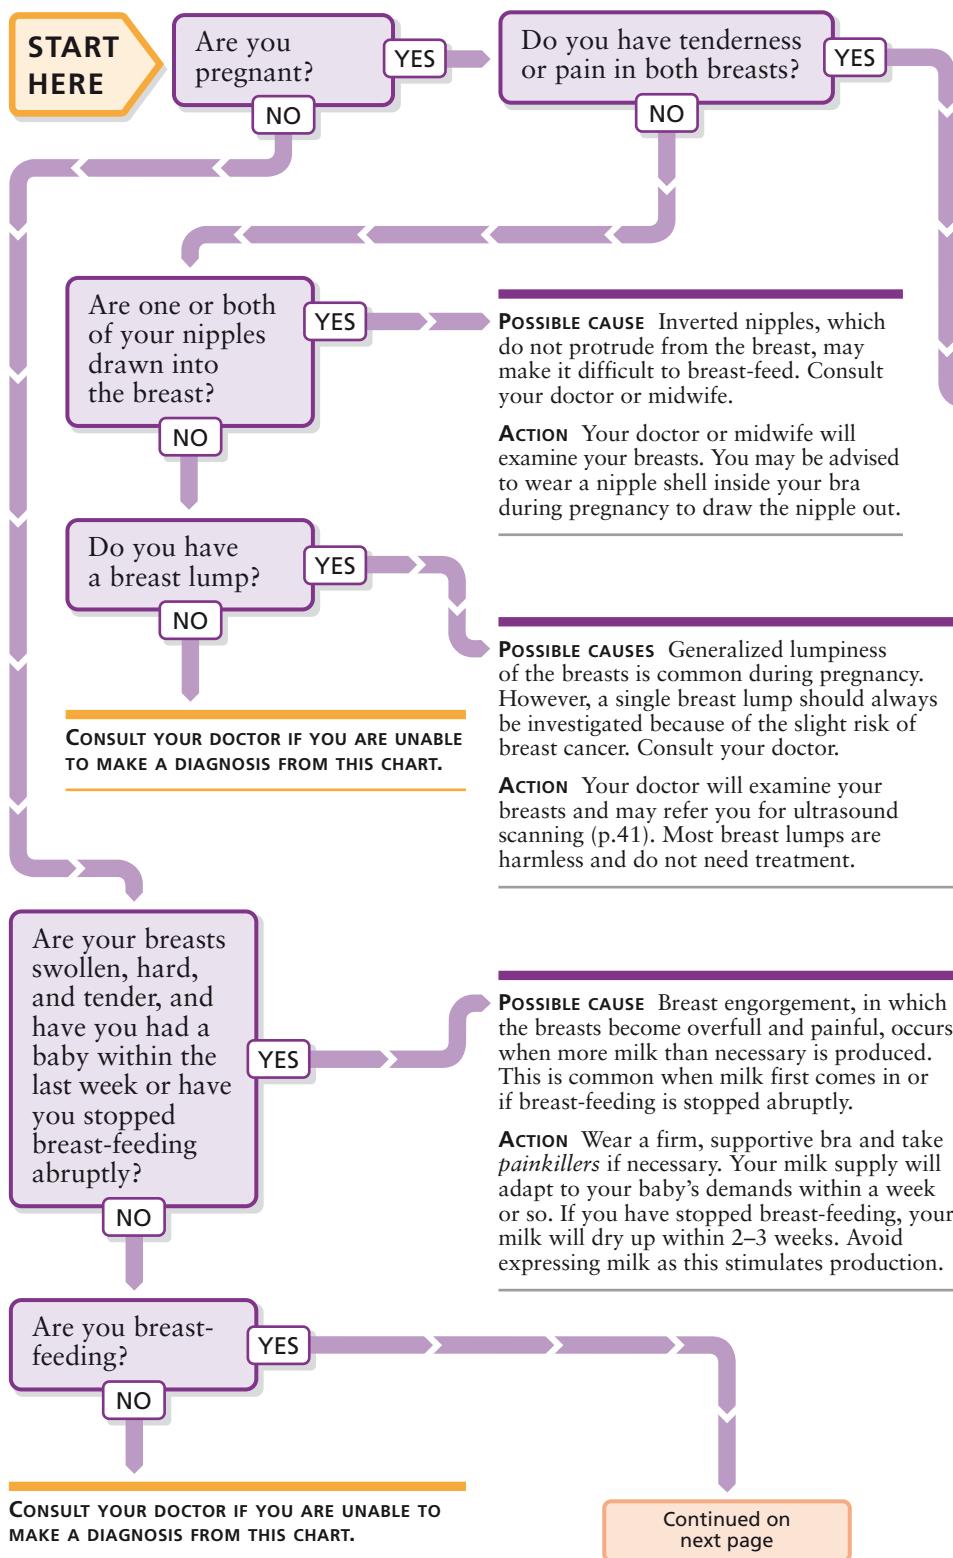 START
HERE
Are you
pregnant?
YES
NO
Do you have tenderness
or pain in both breasts?
YES
NO
Are one or both
of your nipples
drawn into
the breast?
YES
NO
POSSIBLE CAUSE Inverted nipples, which
do not protrude from the breast, may
make it difficult to breast-feed. Consult
your doctor or midwife.
ACTION Your doctor or midwife will
examine your breasts. You may be advised
to wear a nipple shell inside your bra
during pregnancy to draw the nipple out.
Do you have
a breast lump?
YES
NO
POSSIBLE CAUSES Generalized lumpiness
of the breasts is common during pregnancy.
However, a single breast lump should always
be investigated because of the slight risk of
breast cancer. Consult your doctor.
ACTION Your doctor will examine your
breasts and may refer you for ultrasound
scanning (p.41). Most breast lumps are
harmless and do not need treatment.
CONSULT YOUR DOCTOR IF YOU ARE UNABLE
TO MAKE A DIAGNOSIS FROM THIS CHART.
Are your breasts
swollen, hard,
and tender, and
have you had a
baby within the
last week or have
you stopped
breast-feeding
abruptly?
YES
NO
POSSIBLE CAUSE Breast engorgement, in which
the breasts become overfull and painful, occurs
when more milk than necessary is produced.
This is common when milk first comes in or
if breast-feeding is stopped abruptly.
ACTION Wear a firm, supportive bra and take
painkillers if necessary. Your milk supply will
adapt to your baby's demands within a week
or so. If you have stopped breast-feeding, your
milk will dry up within 2–3 weeks. Avoid
expressing milk as this stimulates production.
Are you breast-
feeding?
YES
NO
CONSULT YOUR DOCTOR IF YOU ARE UNABLE TO
MAKE A DIAGNOSIS FROM THIS CHART.
Continued on
next page